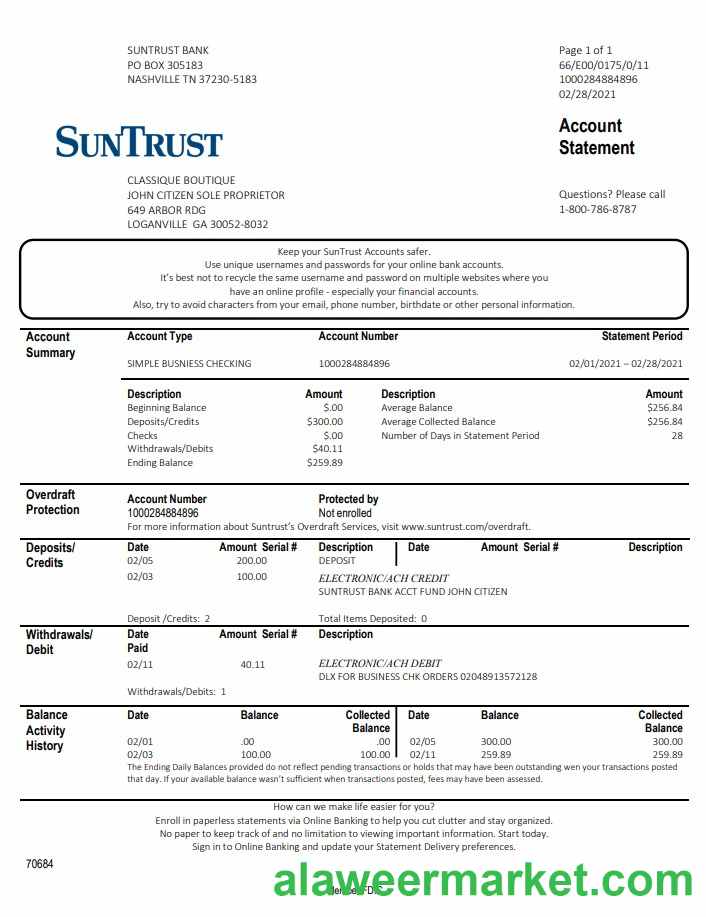 SUNTRUST BANK
PO BOX 305183
NASHVILLE TN 37230-5183
Page 1 of 1
66/E00/0175/0/11
1000284884896
02/28/2021
SUNTRUST
Account
Statement
CLASSIQUE BOUTIQUE
JOHN CITIZEN SOLE PROPRIETOR
649 ARBOR RDG
LOGANVILLE GA 30052-8032
Questions? Please call
1-800-786-8787
Keep your SunTrust Accounts safer.
Use unique usernames and passwords for your online bank accounts.
It's best not to recycle the same username and password on multiple websites where you
have an online profile - especially your financial accounts.
Also, try to avoid characters from your email, phone number, birthdate or other personal information.
Account Summary
Account Type Account Number Statement Period
SIMPLE BUSNIESS CHECKING 1000284884896 02/01/2021 – 02/28/2021
Description Amount Description Amount
Beginning Balance $.00 Average Balance $256.84
Deposits/Credits $300.00 Average Collected Balance $256.84
Checks $.00 Number of Days in Statement Period 28
Withdrawals/Debits $40.11
Ending Balance $259.89
Overdraft
Protection
Account Number Protected by
1000284884896 Not enrolled
For more information about Suntrust's Overdraft Services, visit www.suntrust.com/overdraft.
Deposits/
Credits
Date Amount Serial # Description Date Amount Serial # Description
02/05 200.00 DEPOSIT
02/03 100.00 ELECTRONIC/ACH CREDIT
SUNTRUST BANK ACCT FUND JOHN CITIZEN
Deposit /Credits: 2 Total Items Deposited: 0
Withdrawals/
Debit
Date Amount Serial # Description
Paid
02/11 40.11 ELECTRONIC/ACH DEBIT
DLX FOR BUSINESS CHK ORDERS 02048913572128
Withdrawals/Debits: 1
Balance
Activity
History
Date Balance Collected Date Balance Collected
Balance Balance
02/01 .00 .00 02/05 300.00 300.00
02/03 100.00 100.00 02/11 259.89 259.89
The Ending Daily Balances provided do not reflect pending transactions or holds that may have been outstanding wen your transactions posted
that day. If your available balance wasn't sufficient when transactions posted, fees may have been assessed.
How can we make life easier for you?
Enroll in paperless statements via Online Banking to help you cut clutter and stay organized.
No paper to keep track of and no limitation to viewing important information. Start today.
Sign in to Online Banking and update your Statement Delivery preferences.
70684
alaweermarket.com